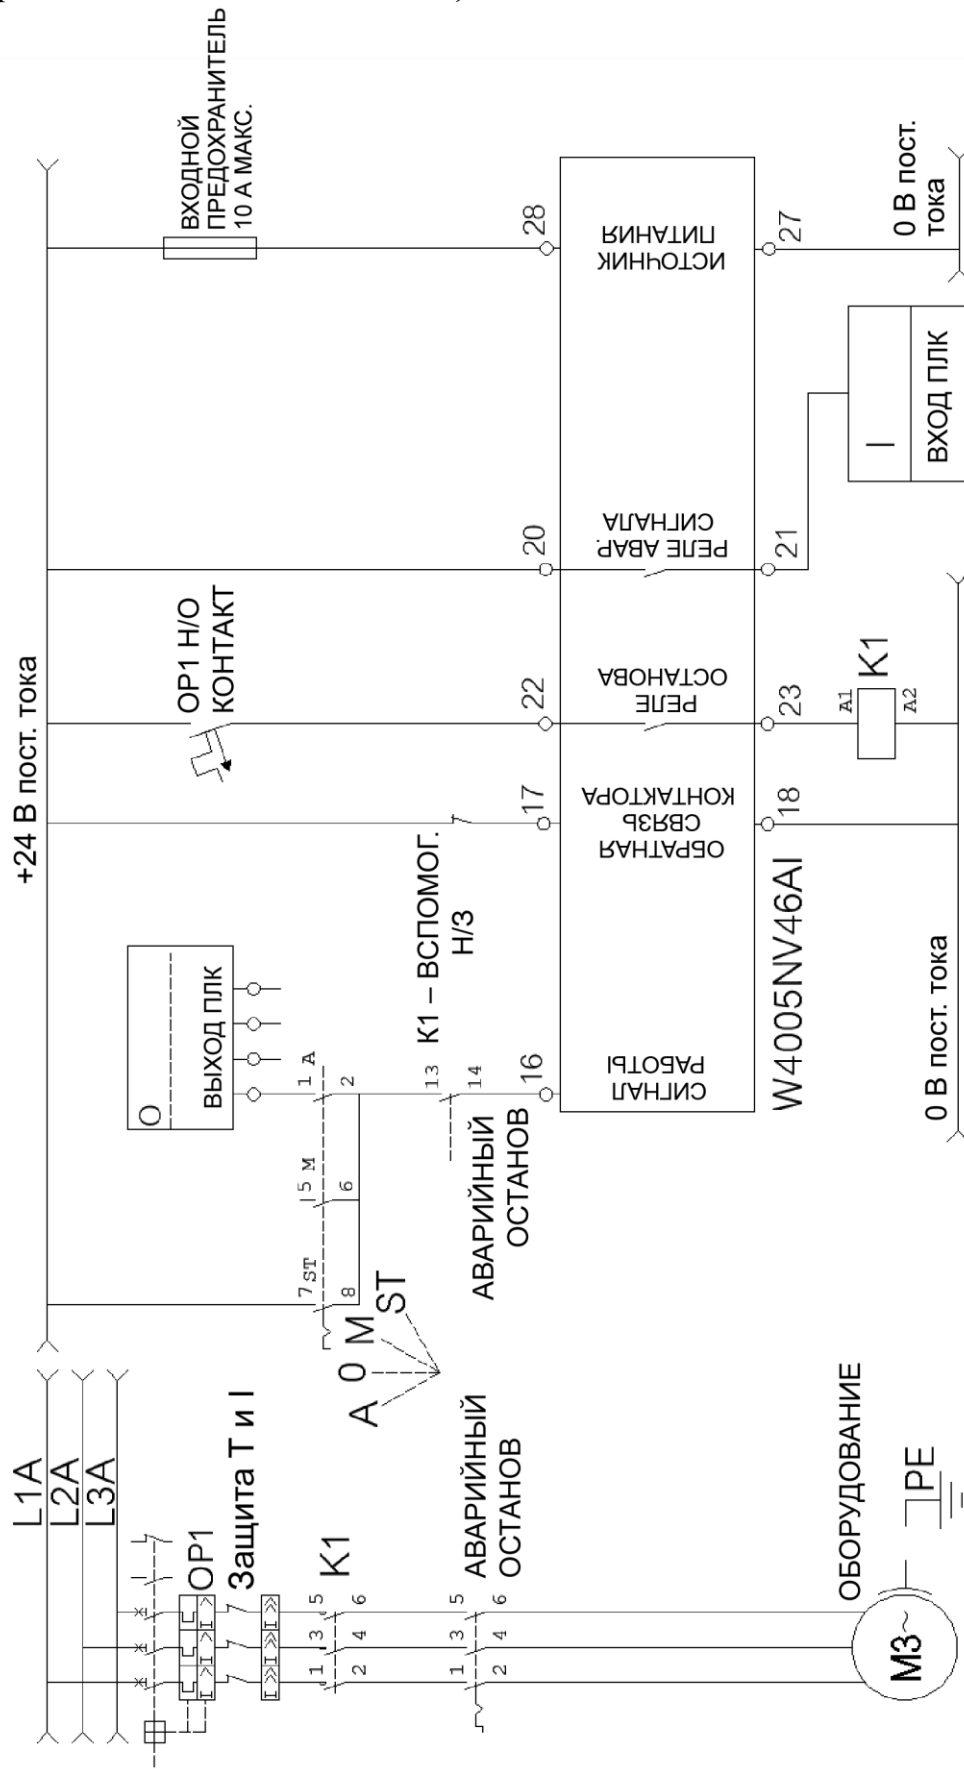 +24 В пост. тока
ВХОДНОЙ
ПРЕДОХРАНИТЕЛЬ
10 А МАКС.
OP1 Н/О
КОНТАКТ
O
ВЫХОД ПЛК
K1 – ВСПОМОГ.
Н/З
7 ST
8
5 M
6
1 A
2
13
14
АВАРИЙНЫЙ
ОСТАНОВ
A
0
M
ST
16
17
22
20
28
СИГНАЛ
РАБОТЫ
ОБРАТНАЯ
СВЯЗЬ
КОНТАКТОРА
РЕЛЕ
ОСТАНОВА
РЕЛЕ АВАР.
СИГНАЛА
ИСТОЧНИК
ПИТАНИЯ
W4005NV46AI
18
23
21
27
A1
A2
K1
I
ВХОД ПЛК
0 В пост.
тока
0 В пост. тока
L1A
L2A
L3A
OP1
Защита T и I
I
I
I
I
I
I
1
3
5
2
4
6
K1
1
3
5
2
4
6
АВАРИЙНЫЙ
ОСТАНОВ
ОБОРУДОВАНИЕ
M3~
PE